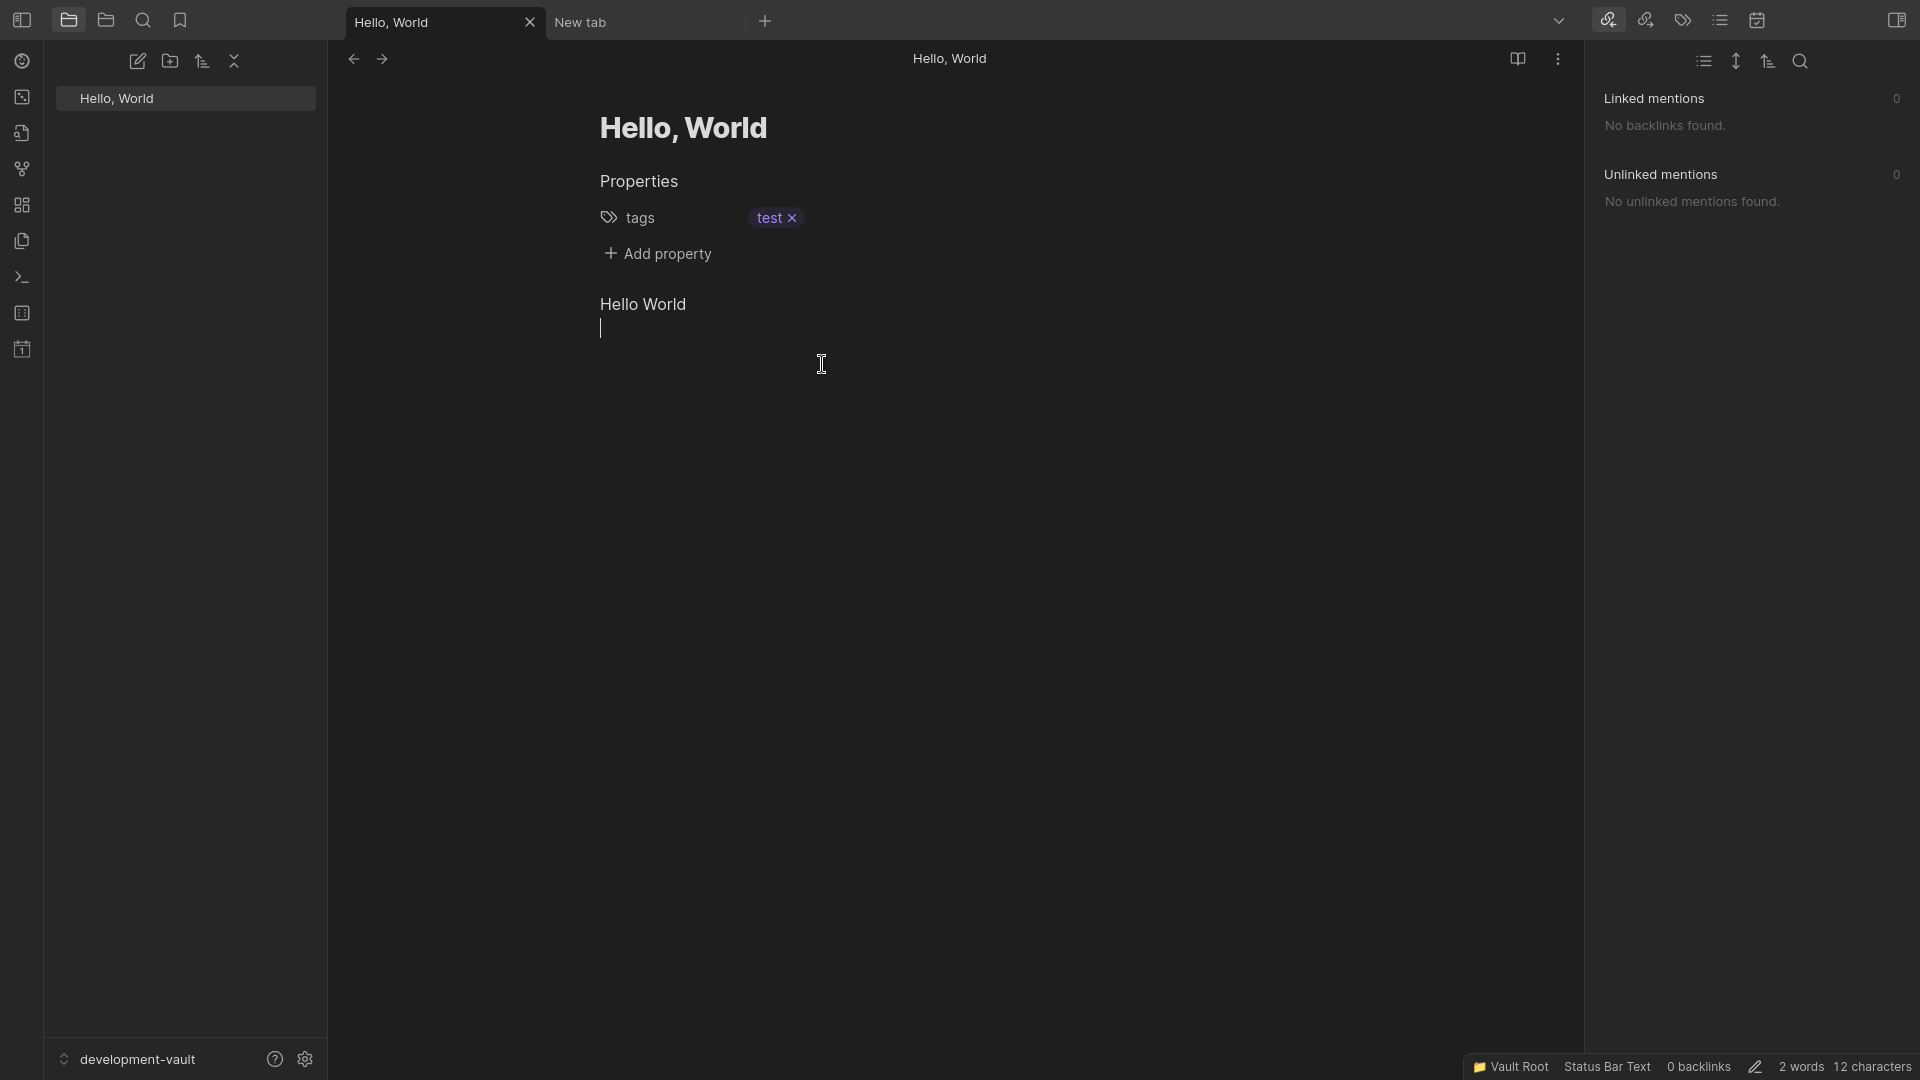 Hello, World
New tab
Hello, World
Hello, World
Linked mentions 0
No backlinks found.
Unlinked mentions 0
No unlinked mentions found.
Hello, World
Properties
tags test
Add property
Hello World
1
development-vault
Vault Root Status Bar Text 0 backlinks 2 words 12 characters